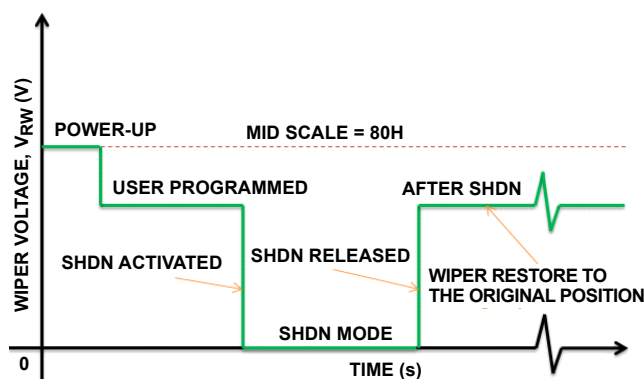 WIPER VOLTAGE, VRW (V)
POWER-UP
MID SCALE = 80H
USER PROGRAMMED
AFTER SHDN
SHDN ACTIVATED
SHDN RELEASED
WIPER RESTORE TO
THE ORIGINAL POSITION
SHDN MODE
0
TIME (s)